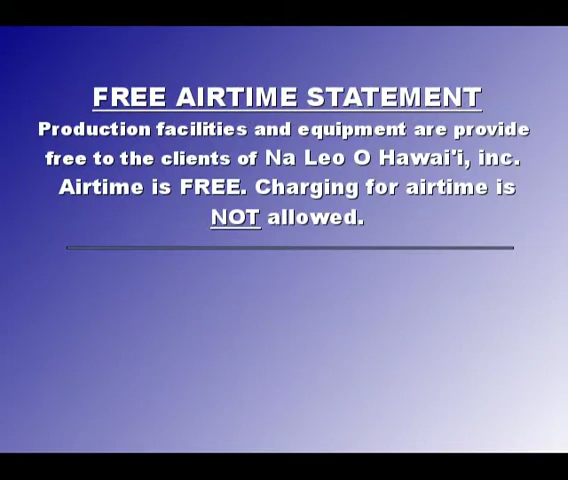 FREE AIRTIME STATEMENT
Production facilities and equipment are provide
free to the clients of Na Leo O Hawai'i, inc.
Airtime is FREE. Charging for airtime is
NOT allowed.